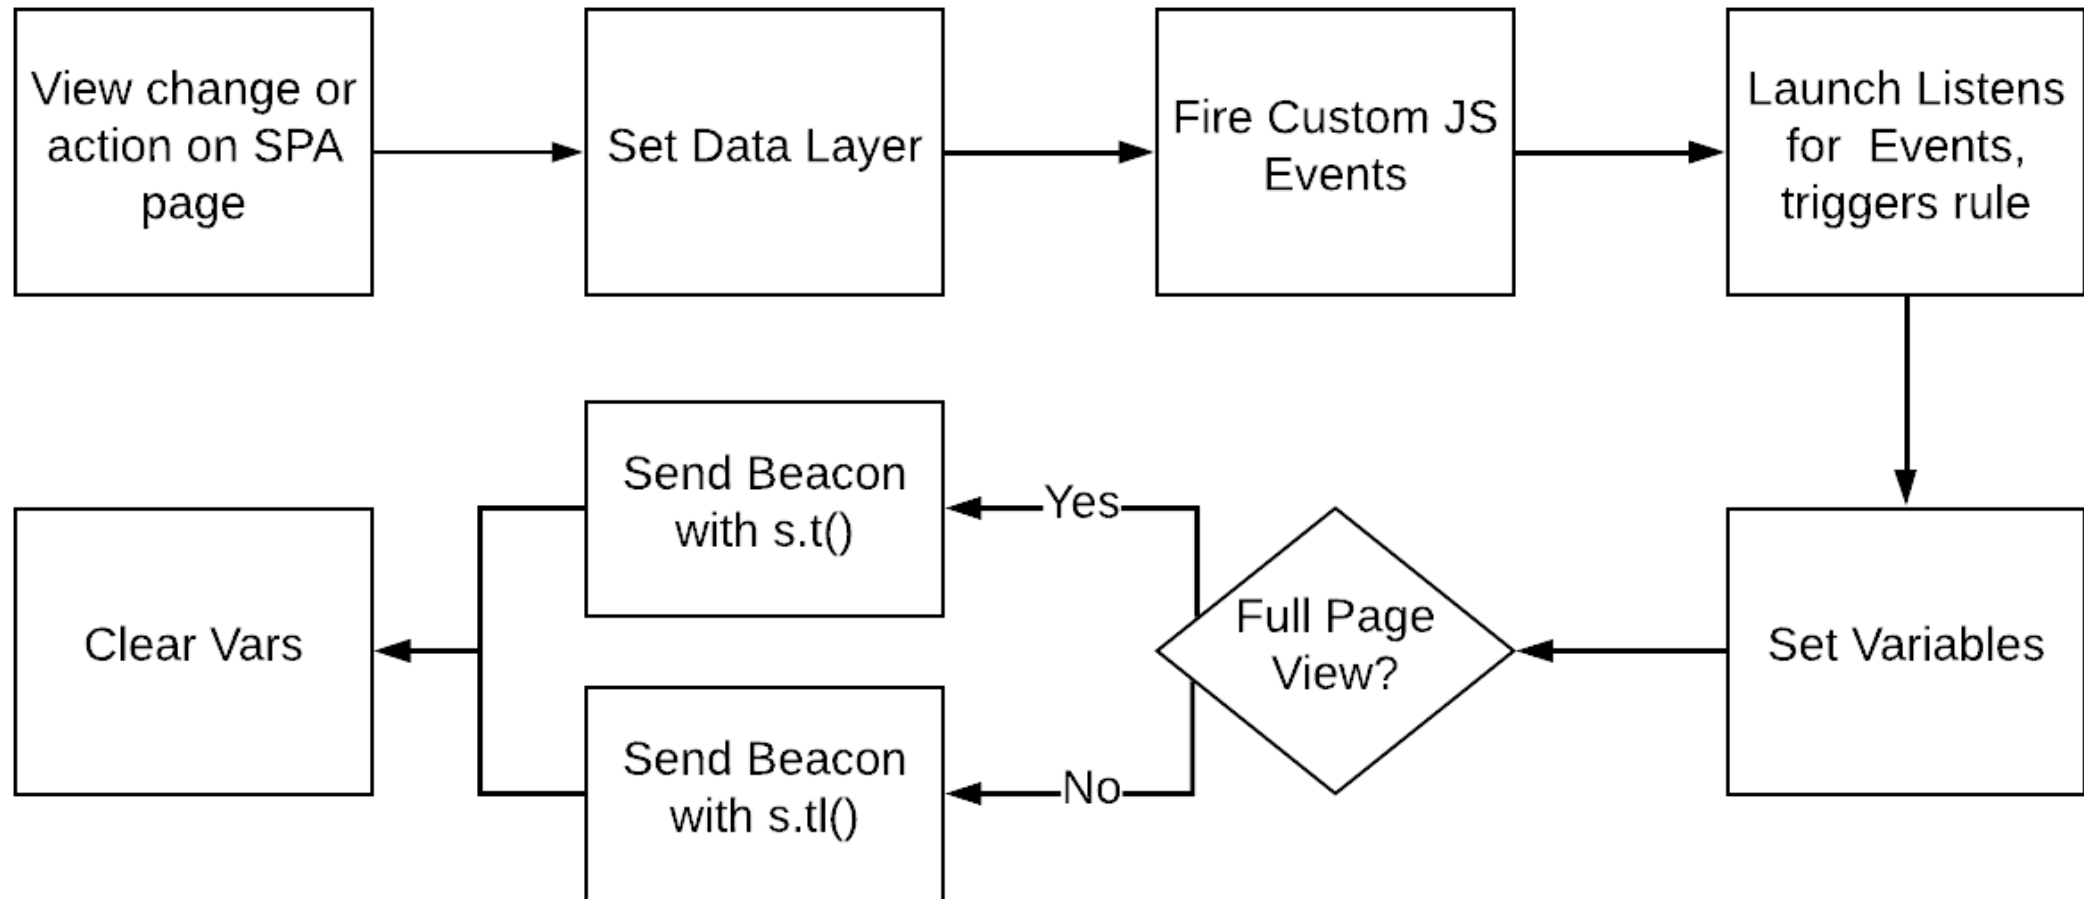 View change or
action on SPA
page
Set Data Layer
Fire Custom JS
Events
Launch Listens
for  Events,
triggers rule
Set Variables
Full Page
View?
Yes
No
Send Beacon
with s.t()
Send Beacon
with s.tl()
Clear Vars